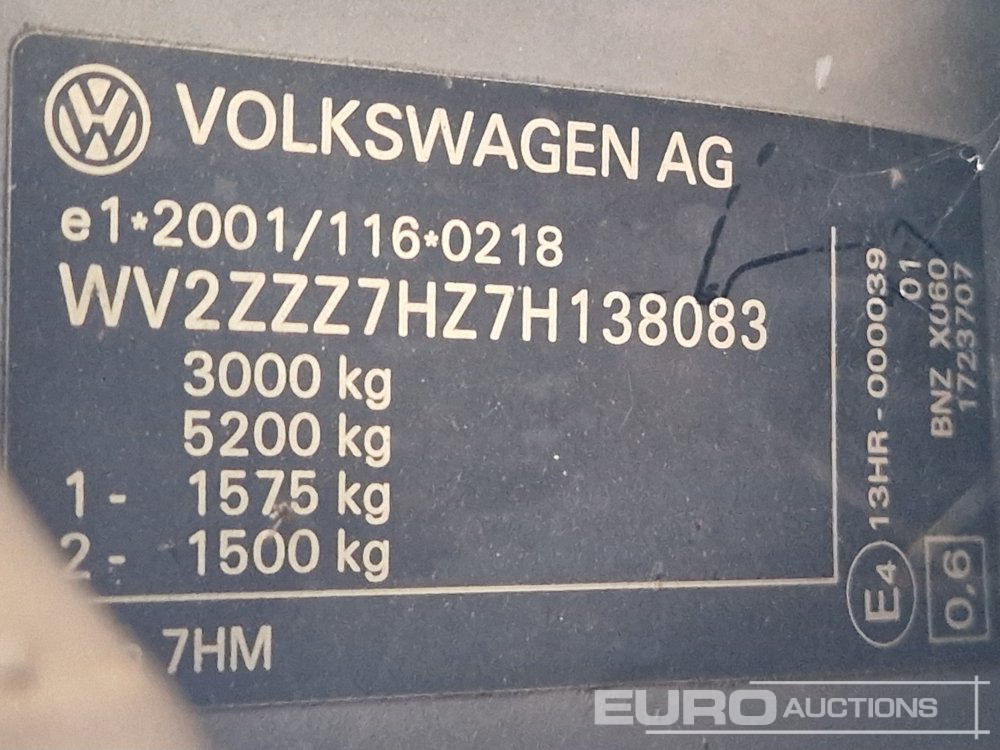 VOLKSWAGEN AG
e1*2001/116*0218
WV2ZZZ7HZ7H138083
3000 kg
5200 kg
1- 1575 kg
2- 1500 kg
7HM
E4 13HR-000039
01
BNZ XU60
1723707
0,6
EURO AUCTIONS